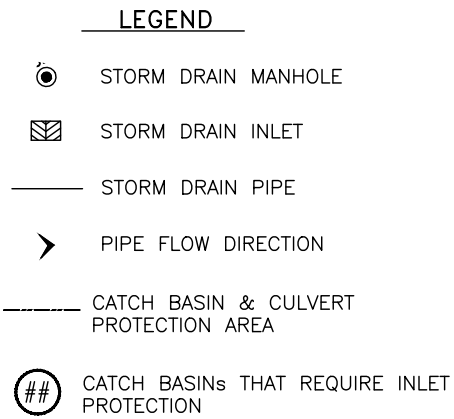 LEGEND
STORM DRAIN MANHOLE
STORM DRAIN INLET
STORM DRAIN PIPE
PIPE FLOW DIRECTION
CATCH BASIN & CULVERT
PROTECTION AREA
## CATCH BASINs THAT REQUIRE INLET
PROTECTION